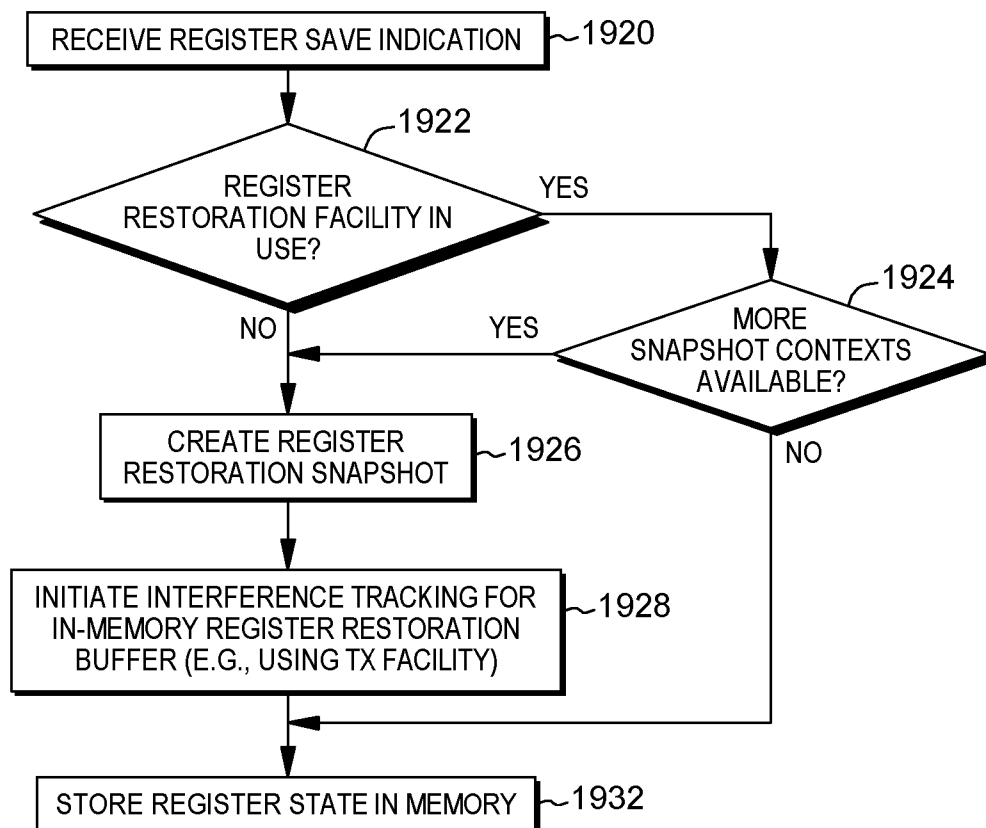 RECEIVE REGISTER SAVE INDICATION
1920
1922
REGISTER
RESTORATION FACILITY IN
USE?
YES
1924
NO
YES
MORE
SNAPSHOT CONTEXTS
AVAILABLE?
CREATE REGISTER
RESTORATION SNAPSHOT
1926
NO
INITIATE INTERFERENCE TRACKING FOR
IN-MEMORY REGISTER RESTORATION
BUFFER (E.G., USING TX FACILITY)
1928
STORE REGISTER STATE IN MEMORY
1932